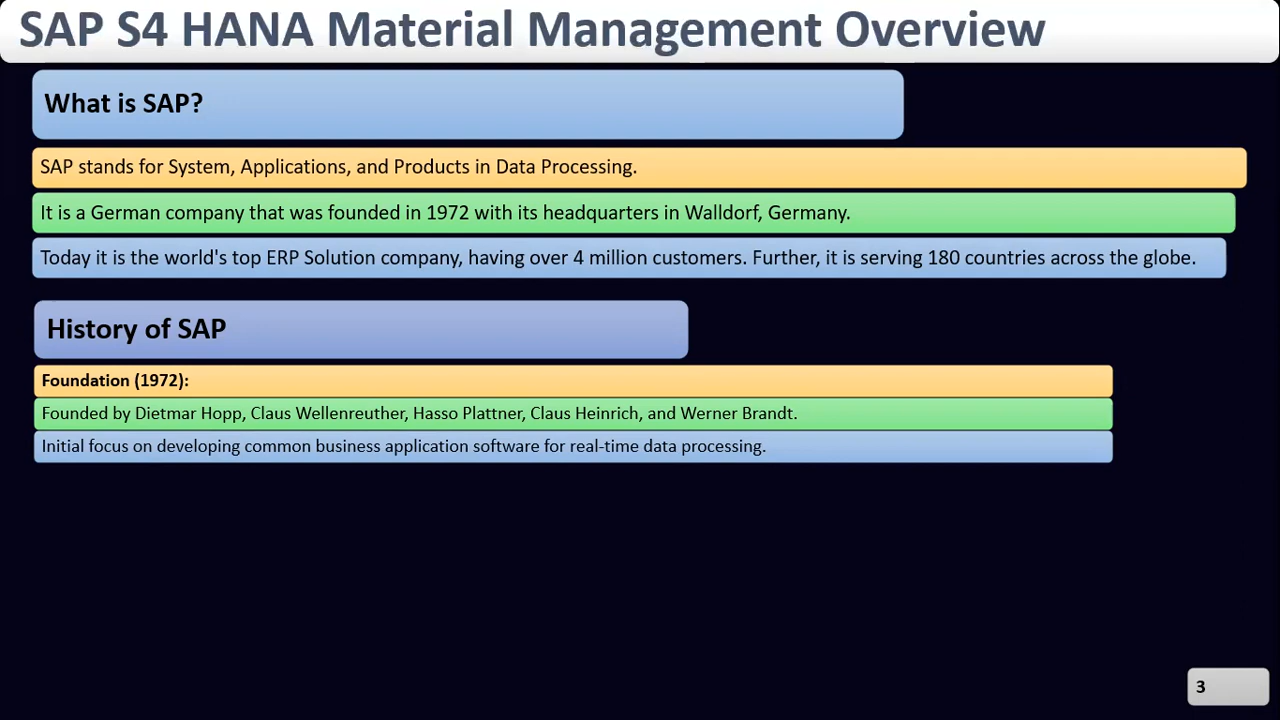 SAP S4 HANA Material Management Overview
What is SAP?
SAP stands for System, Applications, and Products in Data Processing.
It is a German company that was founded in 1972 with its headquarters in Walldorf, Germany.
Today it is the world's top ERP Solution company, having over 4 million customers. Further, it is serving 180 countries across the globe.
History of SAP
Foundation (1972):
Founded by Dietmar Hopp, Claus Wellenreuther, Hasso Plattner, Claus Heinrich, and Werner Brandt.
Initial focus on developing common business application software for real-time data processing.
3